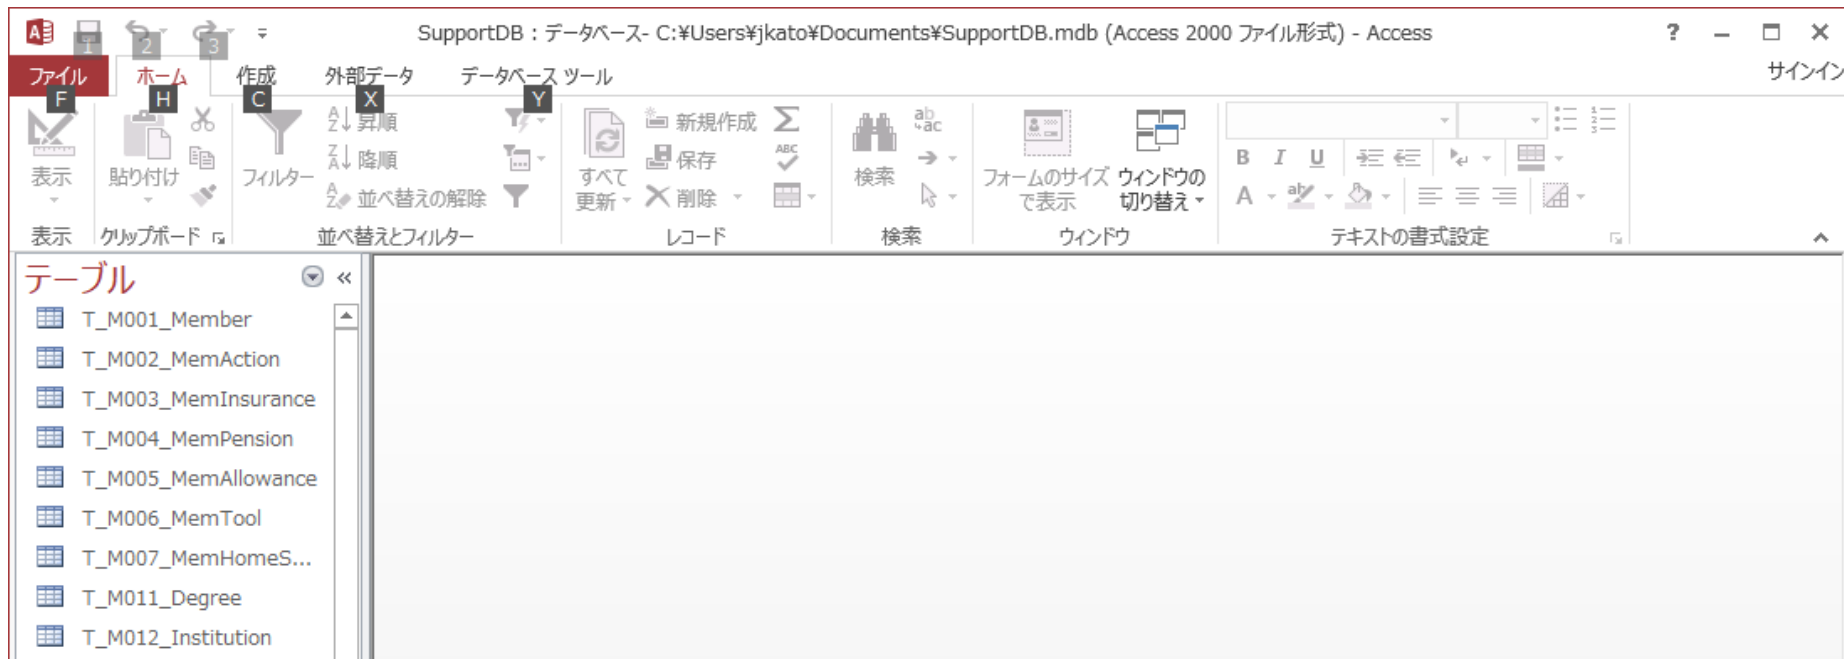 SupportDB : データベース- C:¥Users¥jkato¥Documents¥SupportDB.mdb (Access 2000 ファイル形式) - Access
1 2 3
ファイル ホーム 作成 外部データ データベース ツール サインイン
F H C X Y
表示
貼り付け
フィルター
昇順
降順
並べ替えの解除
すべて
更新
新規作成
保存
削除
検索
フォームのサイズ
で表示
ウィンドウの
切り替え
B I U
A
表示 クリップボード 並べ替えとフィルター レコード 検索 ウィンドウ テキストの書式設定
テーブル
T_M001_Member
T_M002_MemAction
T_M003_MemInsurance
T_M004_MemPension
T_M005_MemAllowance
T_M006_MemTool
T_M007_MemHomeS...
T_M011_Degree
T_M012_Institution